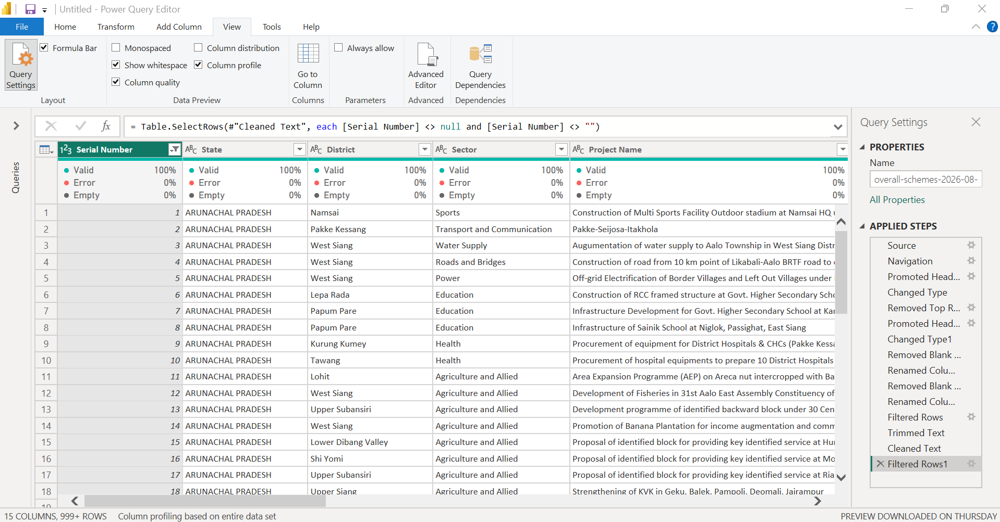 Untitled - Power Query Editor
File Home Transform Add Column View Tools Help
Query Settings
Formula Bar
Layout
Monospaced
Show whitespace
Column quality
Column distribution
Column profile
Data Preview
Go to Column
Columns
Always allow
Parameters
Advanced Editor
Advanced
Query Dependencies
Dependencies
Queries
fx
= Table.SelectRows(#"Cleaned Text", each [Serial Number] <> null and [Serial Number] <> "")
1 2 3 Serial Number ABC State ABC District ABC Sector ABC Project Name
Valid 100% Valid 100% Valid 100% Valid 100% Valid 100%
Error 0% Error 0% Error 0% Error 0% Error 0%
Empty 0% Empty 0% Empty 0% Empty 0% Empty 0%
1 1 ARUNACHAL PRADESH Namsai Sports Construction of Multi Sports Facility Outdoor stadium at Namsai HQ
2 2 ARUNACHAL PRADESH Pakke Kessang Transport and Communication Pakke-Seijosa-Itakhola
3 3 ARUNACHAL PRADESH West Siang Water Supply Augumentation of water supply to Aalo Township in West Siang Distr
4 4 ARUNACHAL PRADESH West Siang Roads and Bridges Construction of road from 10 km point of Likabali-Aalo BRTF road to
5 5 ARUNACHAL PRADESH West Siang Power Off-grid Electrification of Border Villages and Left Out Villages under
6 6 ARUNACHAL PRADESH Lepa Rada Education Construction of RCC framed structure at Govt. Higher Secondary Scho
7 7 ARUNACHAL PRADESH Papum Pare Education Infrastructure Development for Govt. Higher Secondary School at Kar
8 8 ARUNACHAL PRADESH Papum Pare Education Infrastructure of Sainik School at Niglok, Passighat, East Siang
9 9 ARUNACHAL PRADESH Kurung Kumey Health Procurement of equipment for District Hospitals & CHCs (Pakke Kessa
10 10 ARUNACHAL PRADESH Tawang Health Procurement of hospital equipments to prepare 10 District Hospitals
11 11 ARUNACHAL PRADESH Lohit Agriculture and Allied Area Expansion Programme (AEP) on Areca nut intercropped with Ba
12 12 ARUNACHAL PRADESH West Siang Agriculture and Allied Development of Fisheries in 31st Aalo East Assembly Constituency of
13 13 ARUNACHAL PRADESH Upper Subansiri Agriculture and Allied Development programme of identified backward block under 30 Cen
14 14 ARUNACHAL PRADESH West Siang Agriculture and Allied Promotion of Banana Plantation for income augmentation and comm
15 15 ARUNACHAL PRADESH Lower Dibang Valley Agriculture and Allied Proposal of identified block for providing key identified service at Hu
16 16 ARUNACHAL PRADESH Shi Yomi Agriculture and Allied Proposal of identified block for providing key identified service at Mo
17 17 ARUNACHAL PRADESH Upper Subansiri Agriculture and Allied Proposal of identified block for providing key identified service at Ria
18 18 ARUNACHAL PRADESH Upper Siang Agriculture and Allied Strengthening of KVK in Geku, Balek, Pampoli, Deomali, Jairampur
19
Query Settings
PROPERTIES
Name
overall-schemes-2026-08-
All Properties
APPLIED STEPS
Source
Navigation
Promoted Head...
Changed Type
Removed Top R...
Promoted Head...
Changed Type1
Removed Blank ...
Renamed Colu...
Removed Blank ...
Renamed Colu...
Filtered Rows
Trimmed Text
Cleaned Text
Filtered Rows1
15 COLUMNS, 999+ ROWS Column profiling based on entire data set PREVIEW DOWNLOADED ON THURSDAY